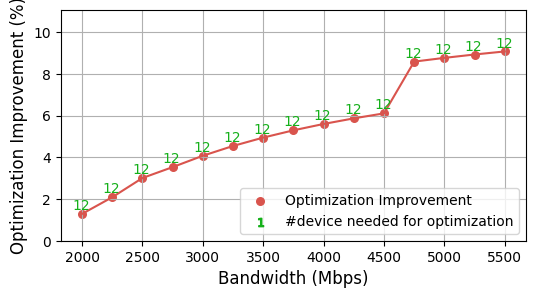 Optimization Improvement (%)
10
8
6
4
2
0
12 12 12 12 12 12 12 12 12 12 12 12 12 12 12
Optimization Improvement
1 #device needed for optimization
2000 2500 3000 3500 4000 4500 5000 5500
Bandwidth (Mbps)